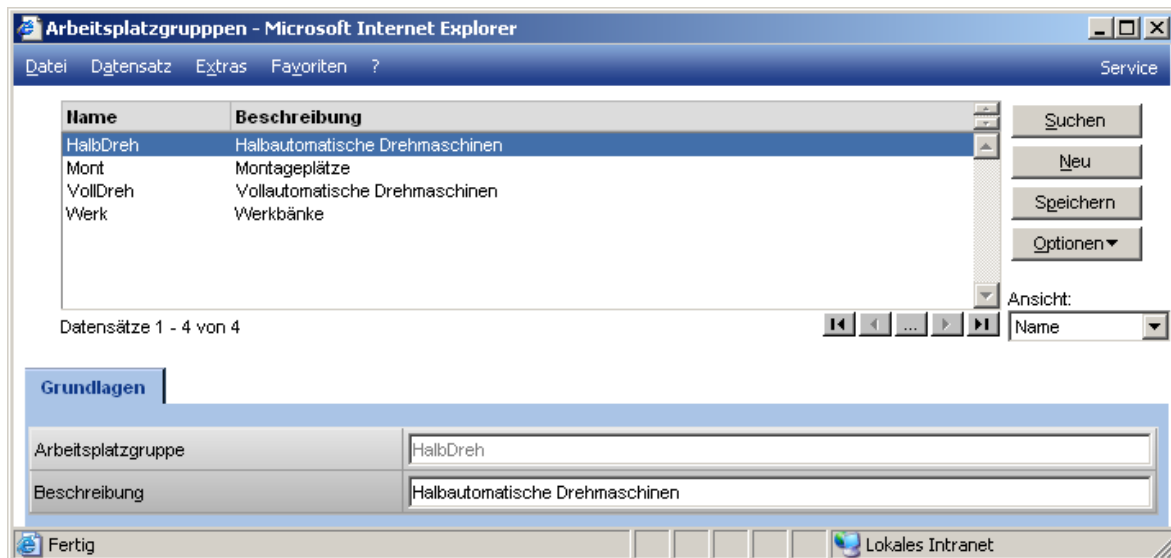 Arbeitsplatzgrupppen - Microsoft Internet Explorer
Datei Datensatz Extras Favoriten ? Service
Name Beschreibung
HalbDreh Halbautomatische Drehmaschinen
Mont Montageplätze
VollDreh Vollautomatische Drehmaschinen
Werk Werkbänke
Suchen
Neu
Speichern
Optionen
Ansicht:
Name
Datensätze 1 - 4 von 4 ...
Grundlagen
Arbeitsplatzgruppe HalbDreh
Beschreibung Halbautomatische Drehmaschinen
Fertig Lokales Intranet